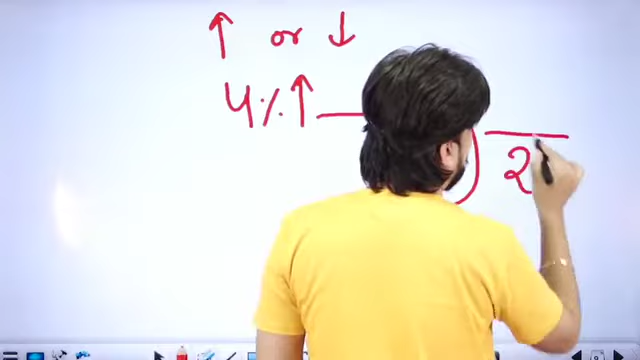 ↑ or ↓
4%↑ — ) —
2